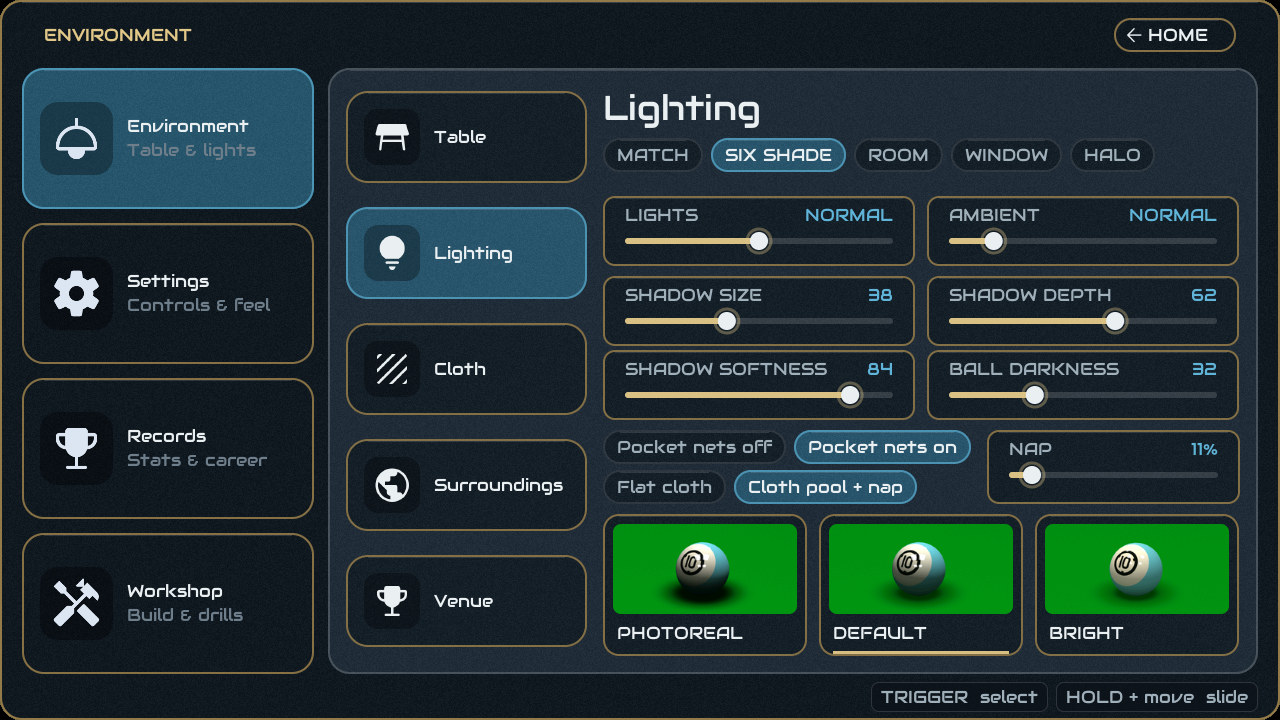 ENVIRONMENT
← HOME
Environment
Table & lights
Settings
Controls & feel
Records
Stats & career
Workshop
Build & drills
Table
Lighting
Cloth
Surroundings
Venue
Lighting
MATCH SIX SHADE ROOM WINDOW HALO
LIGHTS NORMAL
AMBIENT NORMAL
SHADOW SIZE 38
SHADOW DEPTH 62
SHADOW SOFTNESS 84
BALL DARKNESS 32
Pocket nets off Pocket nets on
NAP 11%
Flat cloth Cloth pool + nap
10
PHOTOREAL
10
DEFAULT
10
BRIGHT
TRIGGER select HOLD + move slide